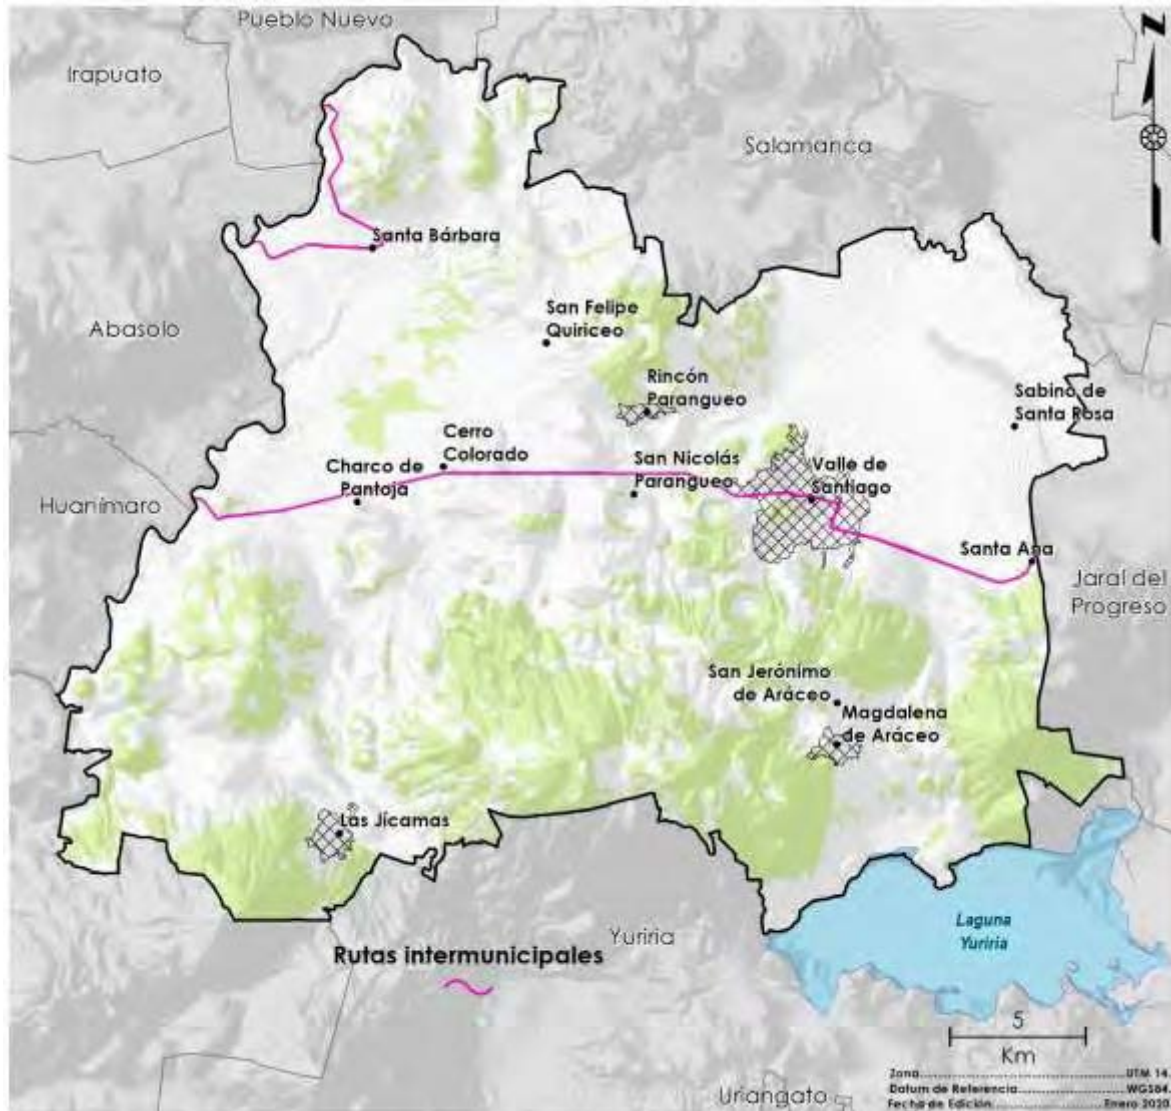 Pueblo Nuevo
Irapuato
Salamanca
Santa Bárbara
Abasolo
San Felipe
Quiriceo
Rincón
Parangueo
Sabino de
Santa Rosa
Cerro
Colorado
Charco de
Pantoja
San Nicolás
Parangueo
Valle de
Santiago
Huanímaro
Santa Ana
Jaral del
Progreso
San Jerónimo
de Aráceo
Magdalena
de Aráceo
Las Jícamas
Laguna
Yuriria
Yuriria
Rutas intermunicipales
5
Km
Zona UTM 14
Datum de Referencia WGS84
Fecha de Edición Enero 2020
Uriangato
Z